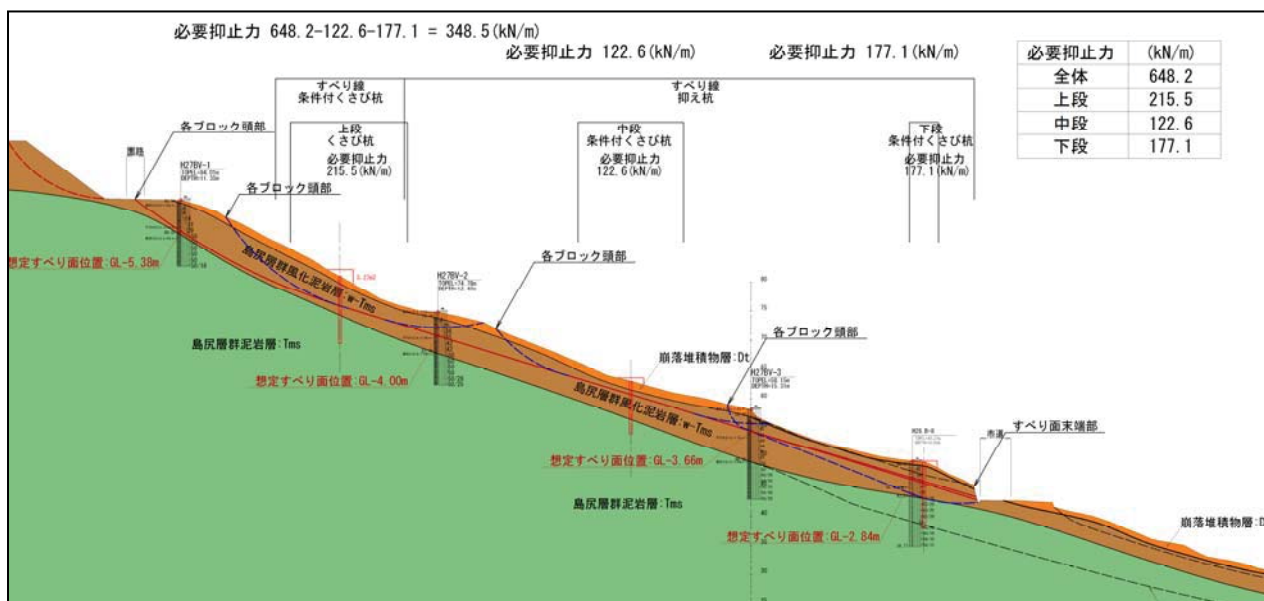 必要抑止力 648.2-122.6-177.1 = 348.5(kN/m)
必要抑止力 122.6(kN/m)
必要抑止力 177.1(kN/m)
必要抑止力 (kN/m)
全体 648.2
上段 215.5
中段 122.6
下段 177.1
すべり線
条件付くさび杭
すべり線
抑え杭
各ブロック頭部
上段
くさび杭
必要抑止力
215.5(kN/m)
中段
条件付くさび杭
必要抑止力
122.6(kN/m)
下段
条件付くさび杭
必要抑止力
177.1(kN/m)
園路
H27BV-1
各ブロック頭部
想定すべり面位置:GL-5.38m
島尻層群風化泥岩層:w-Tms
H27BV-2
各ブロック頭部
島尻層群泥岩層:Tms
想定すべり面位置:GL-4.00m
崩落堆積物層:Dt
各ブロック頭部
H27BV-3
島尻層群風化泥岩層:w-Tms
すべり面末端部
市道
想定すべり面位置:GL-3.66m
島尻層群泥岩層:Tms
想定すべり面位置:GL-2.84m
崩落堆積物層:D